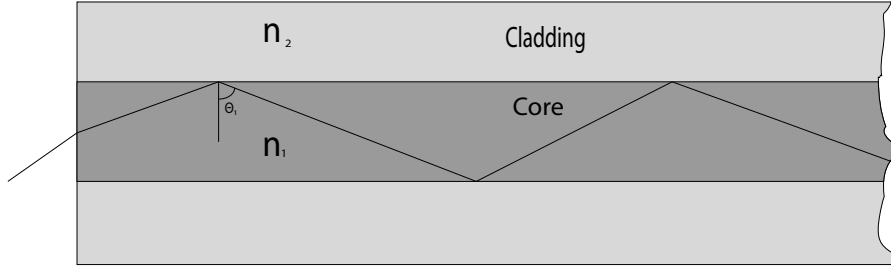 n₂
Cladding
Core
Θ₁
n₁